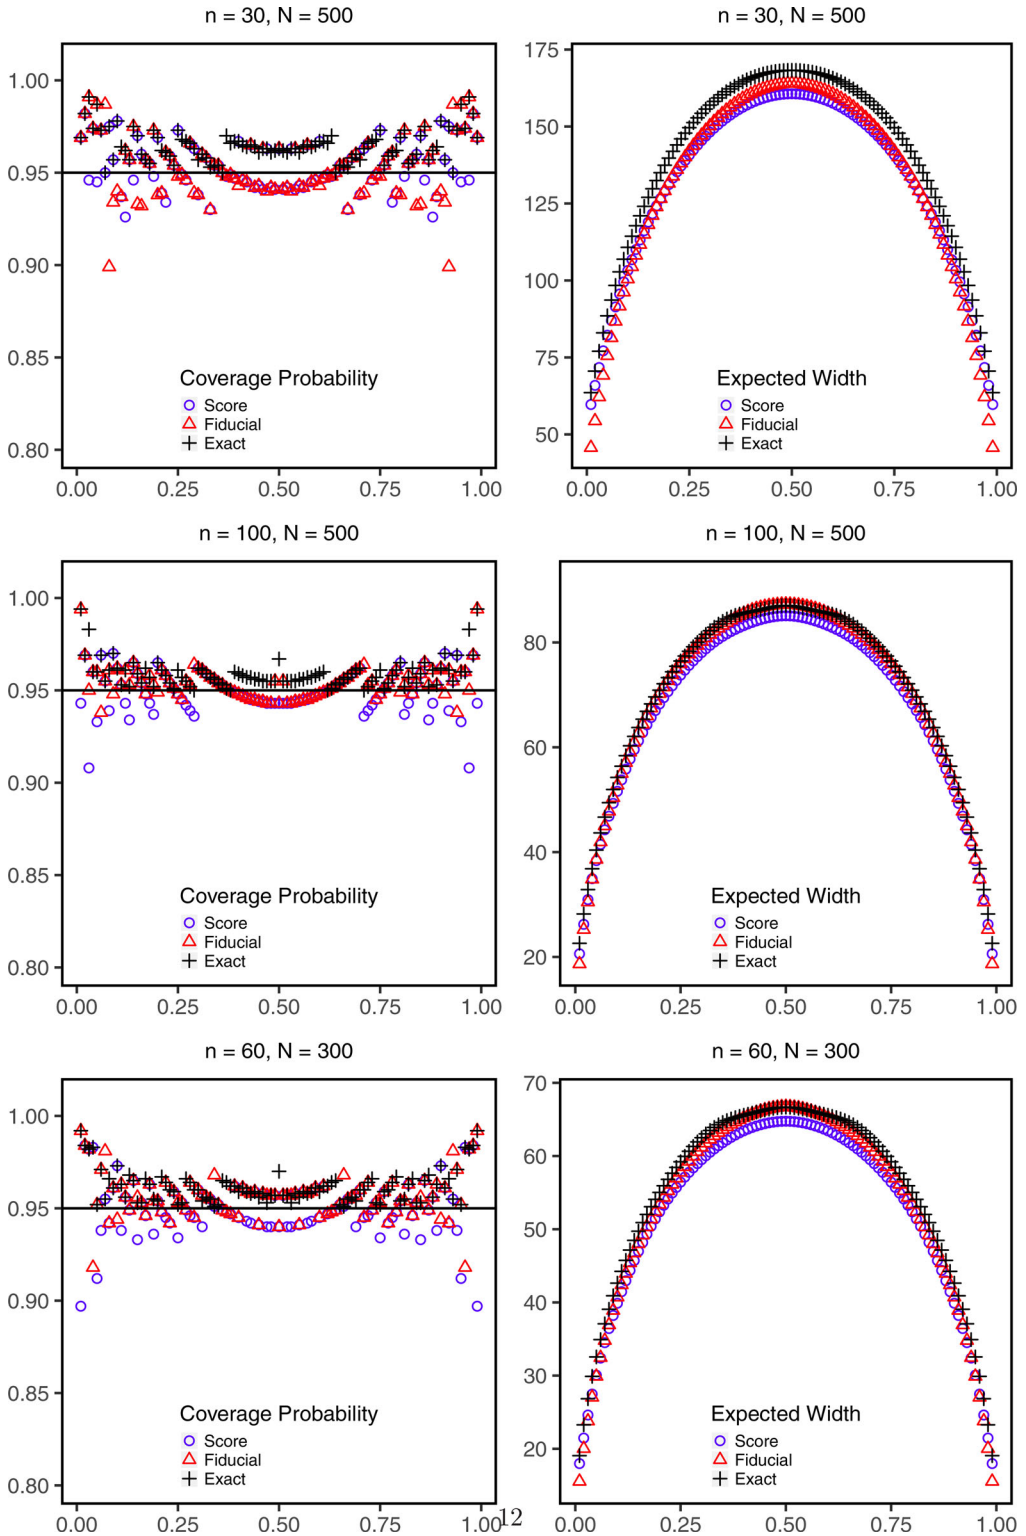 n = 30, N = 500
1.00
0.95
0.90
0.85
0.80
Coverage Probability
Score
Fiducial
Exact
0.00 0.25 0.50 0.75 1.00
n = 30, N = 500
175
150
125
100
75
50
Expected Width
Score
Fiducial
Exact
0.00 0.25 0.50 0.75 1.00
n = 100, N = 500
1.00
0.95
0.90
0.85
0.80
Coverage Probability
Score
Fiducial
Exact
0.00 0.25 0.50 0.75 1.00
n = 100, N = 500
80
60
40
20
Expected Width
Score
Fiducial
Exact
0.00 0.25 0.50 0.75 1.00
n = 60, N = 300
1.00
0.95
0.90
0.85
0.80
Coverage Probability
Score
Fiducial
Exact
0.00 0.25 0.50 0.75 1.00
n = 60, N = 300
70
60
50
40
30
20
Expected Width
Score
Fiducial
Exact
0.00 0.25 0.50 0.75 1.00
12